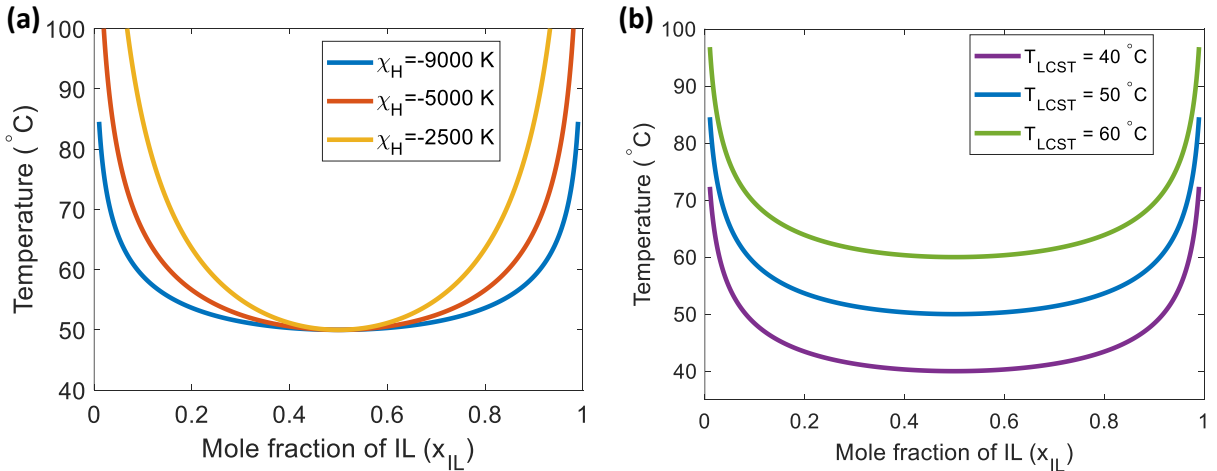 (a)
100
90
80
70
60
50
40
Temperature (°C)
χH=-9000 K
χH=-5000 K
χH=-2500 K
0
0.2
0.4
0.6
0.8
1
Mole fraction of IL (xIL)
(b)
100
90
80
70
60
50
40
Temperature (°C)
TLCST = 40 °C
TLCST = 50 °C
TLCST = 60 °C
0
0.2
0.4
0.6
0.8
1
Mole fraction of IL (xIL)